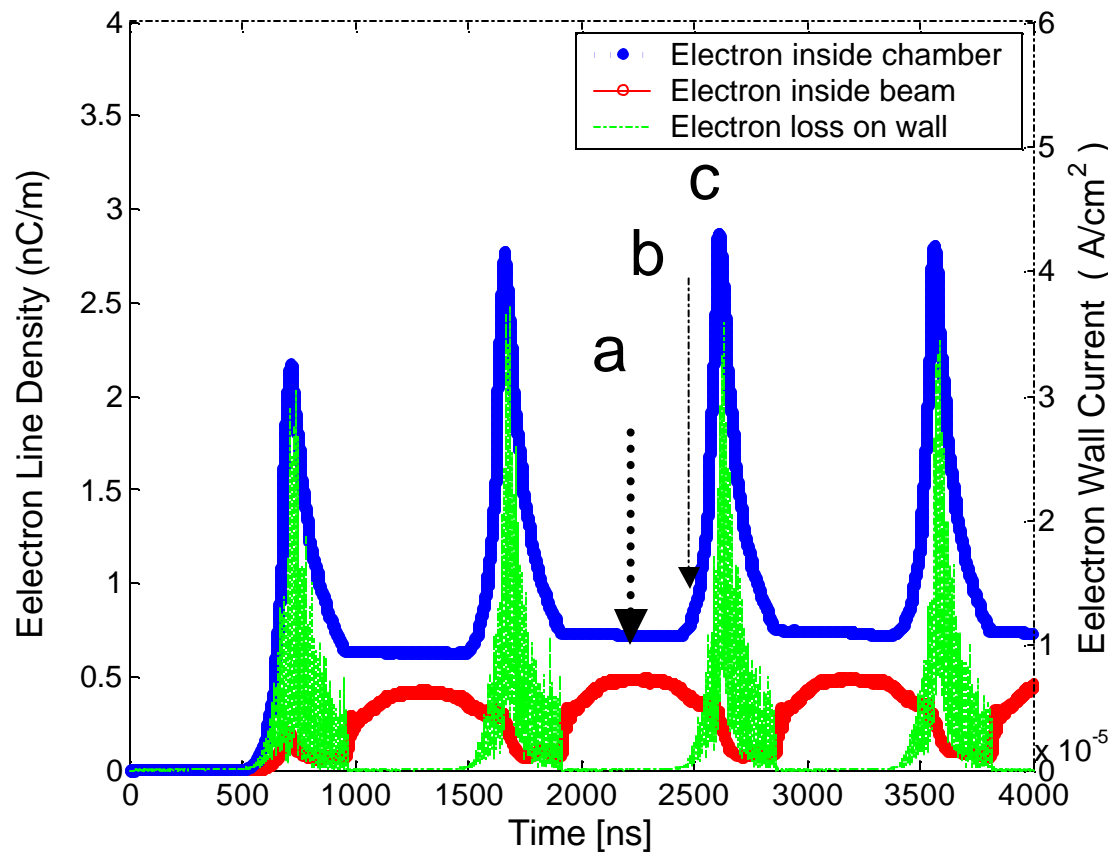 Electron inside chamber
Electron inside beam
Electron loss on wall
Eelectron Line Density (nC/m)
4
3.5
3
2.5
2
1.5
1
0.5
0
c
b
a
6
5
4
3
2
1
0
x 10^-5
Eelectron Wall Current ( A/cm^2 )
0 500 1000 1500 2000 2500 3000 3500 4000
Time [ns]